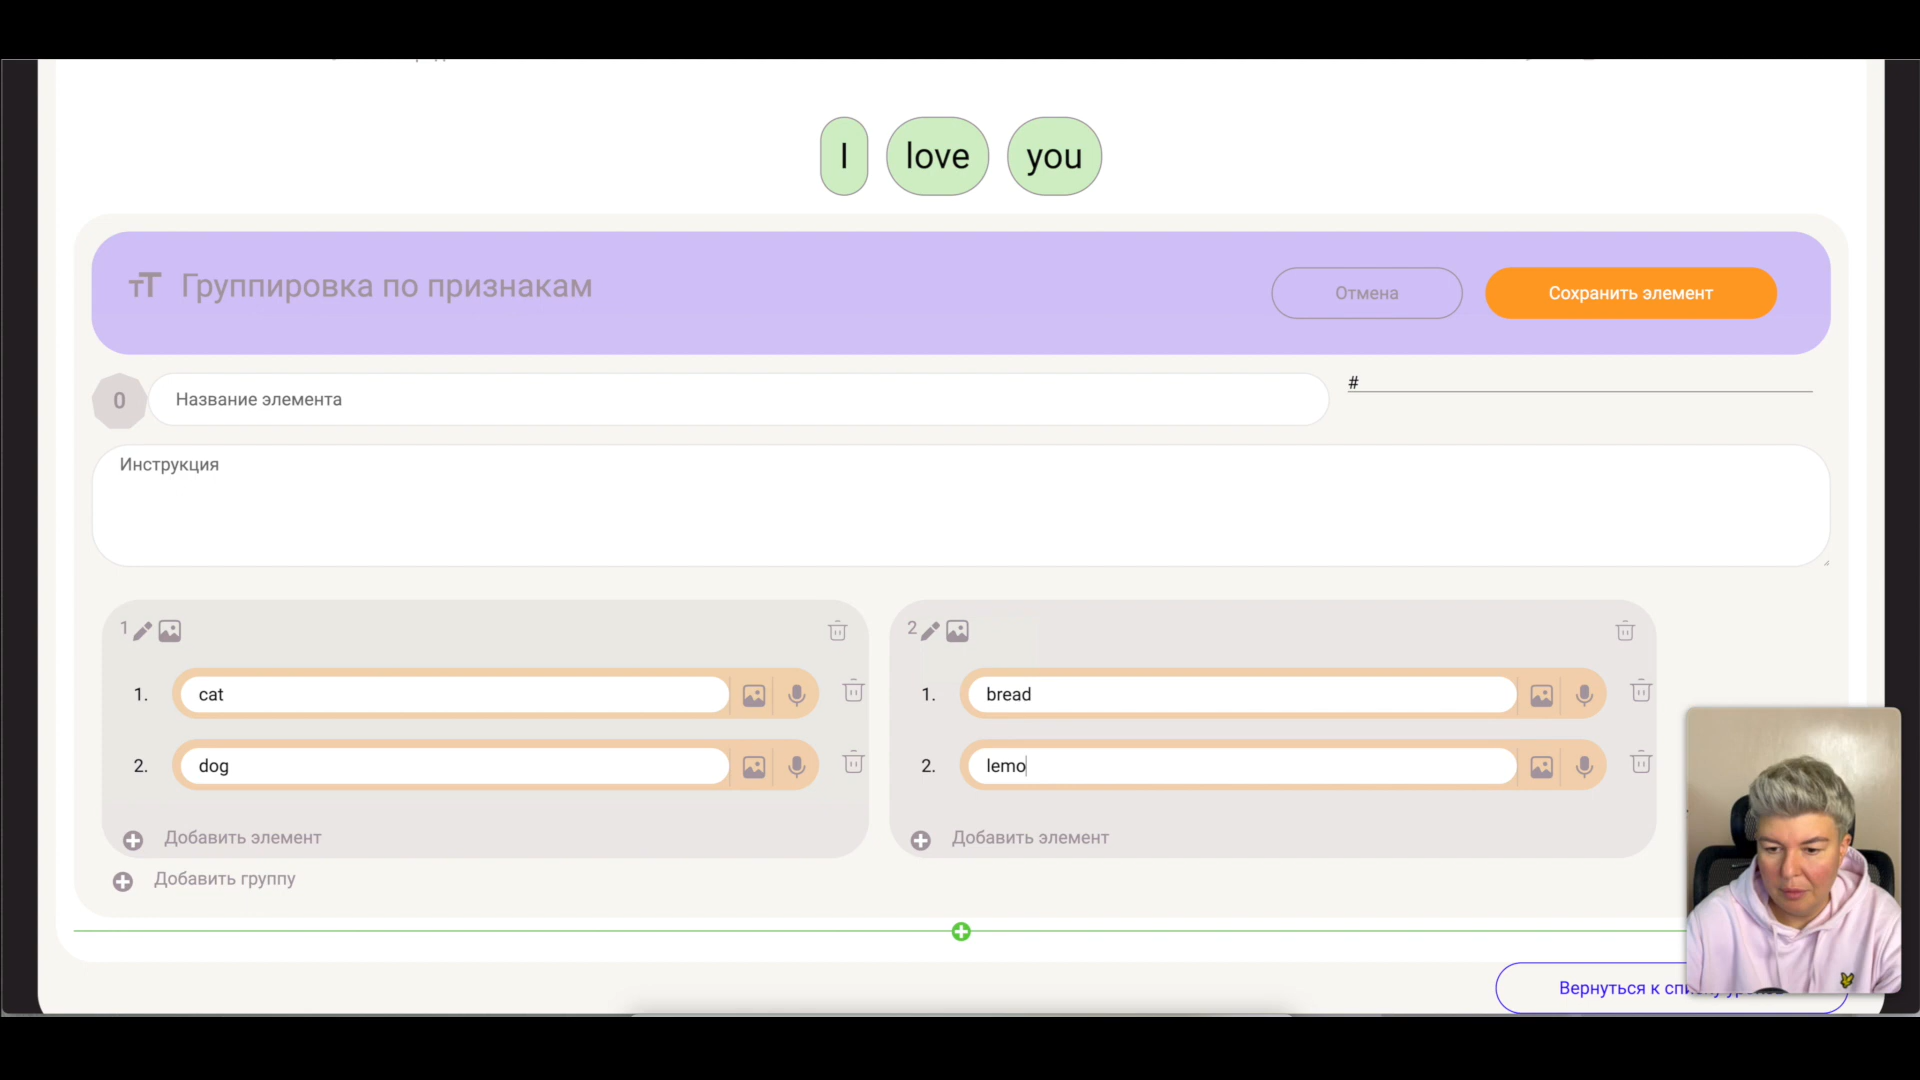 I love you
Группировка по признакам
Отмена
Сохранить элемент
0
Название элемента
#
Инструкция
1
2
1. cat
1. bread
2. dog
2. lemo
Добавить элемент
Добавить элемент
Добавить группу
Вернуться к